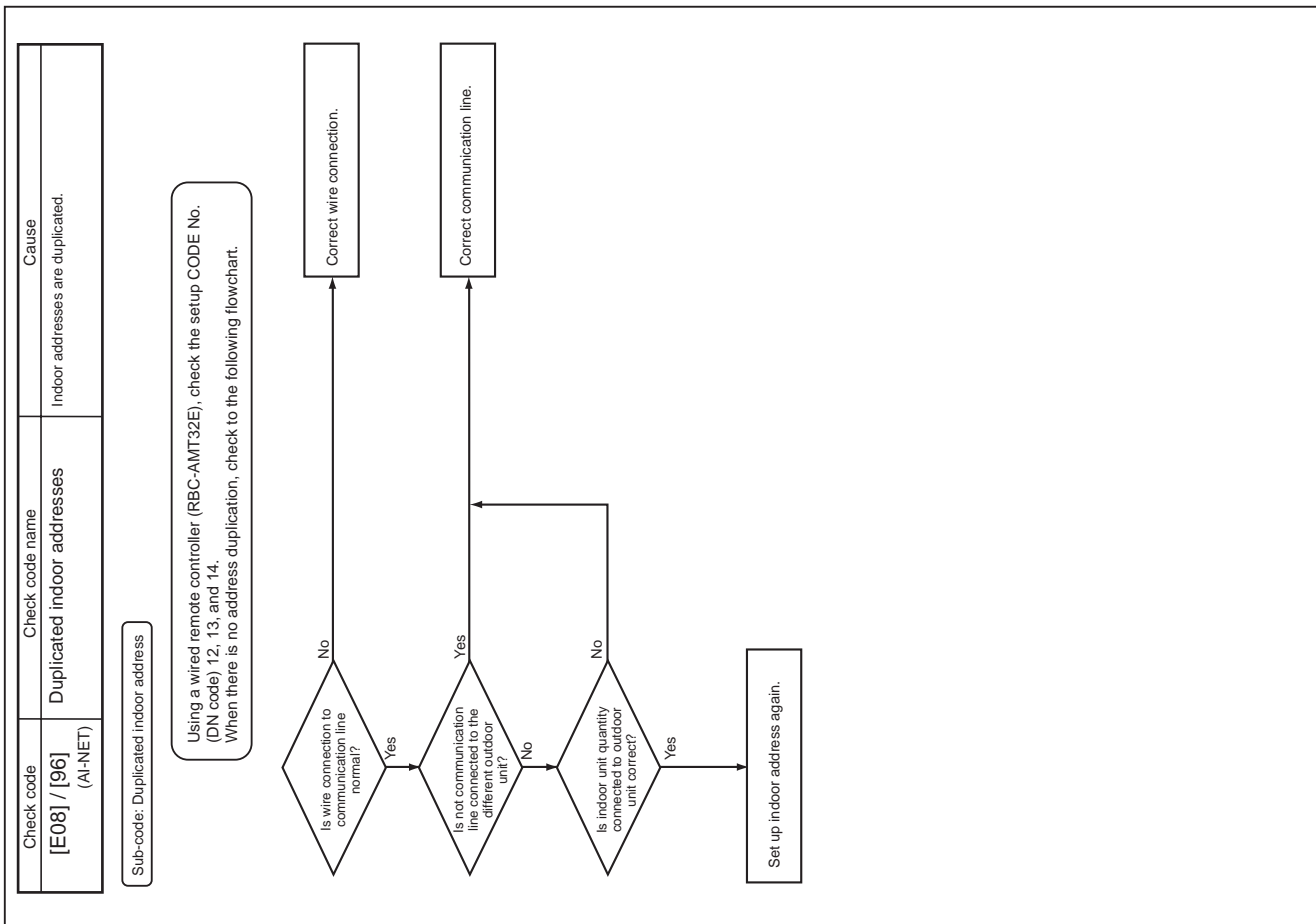 Check code
Check code name
Cause
[E08] / [96]
(AI-NET)
Duplicated indoor addresses
Indoor addresses are duplicated.
Sub-code: Duplicated indoor address
Using a wired remote controller (RBC-AMT32E), check the setup CODE No.
(DN code) 12, 13, and 14.
When there is no address duplication, check to the following flowchart.
Is wire connection to
communication line
normal?
No
Correct wire connection.
Yes
Is not communication
line connected to the
different outdoor
unit?
Yes
Correct communication line.
No
Is indoor unit quantity
connected to outdoor
unit correct?
No
Yes
Set up indoor address again.